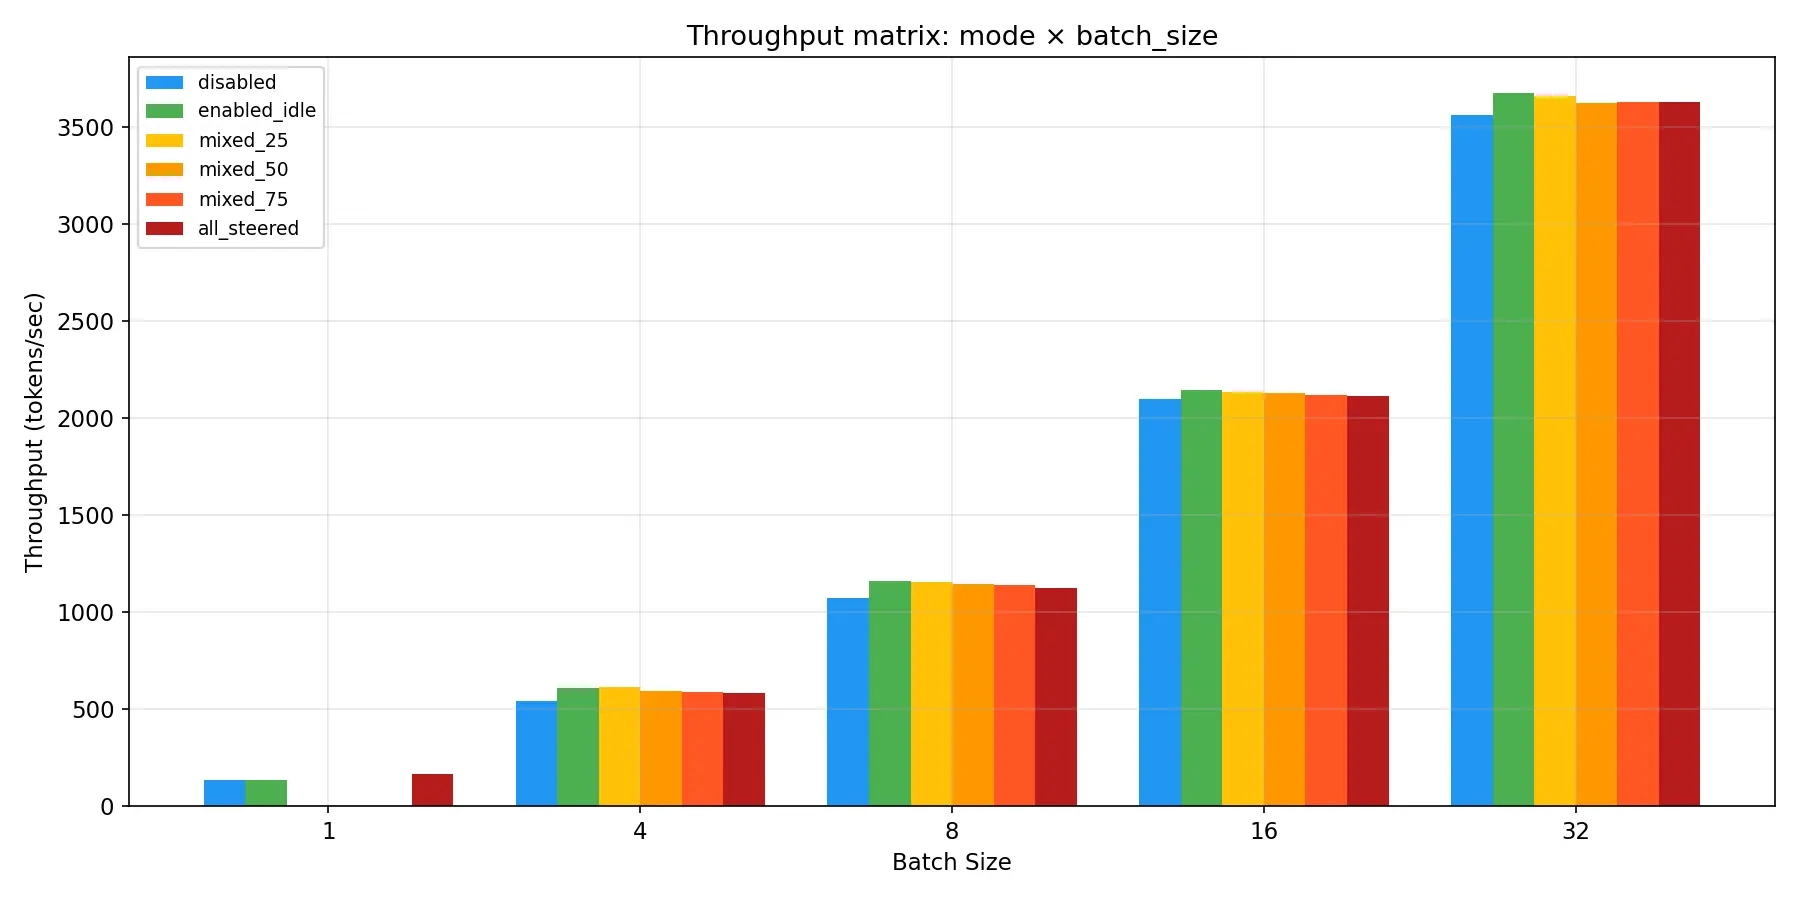 Throughput matrix: mode × batch_size
disabled
enabled_idle
mixed_25
mixed_50
mixed_75
all_steered
Throughput (tokens/sec)
3500
3000
2500
2000
1500
1000
500
0
1 4 8 16 32
Batch Size